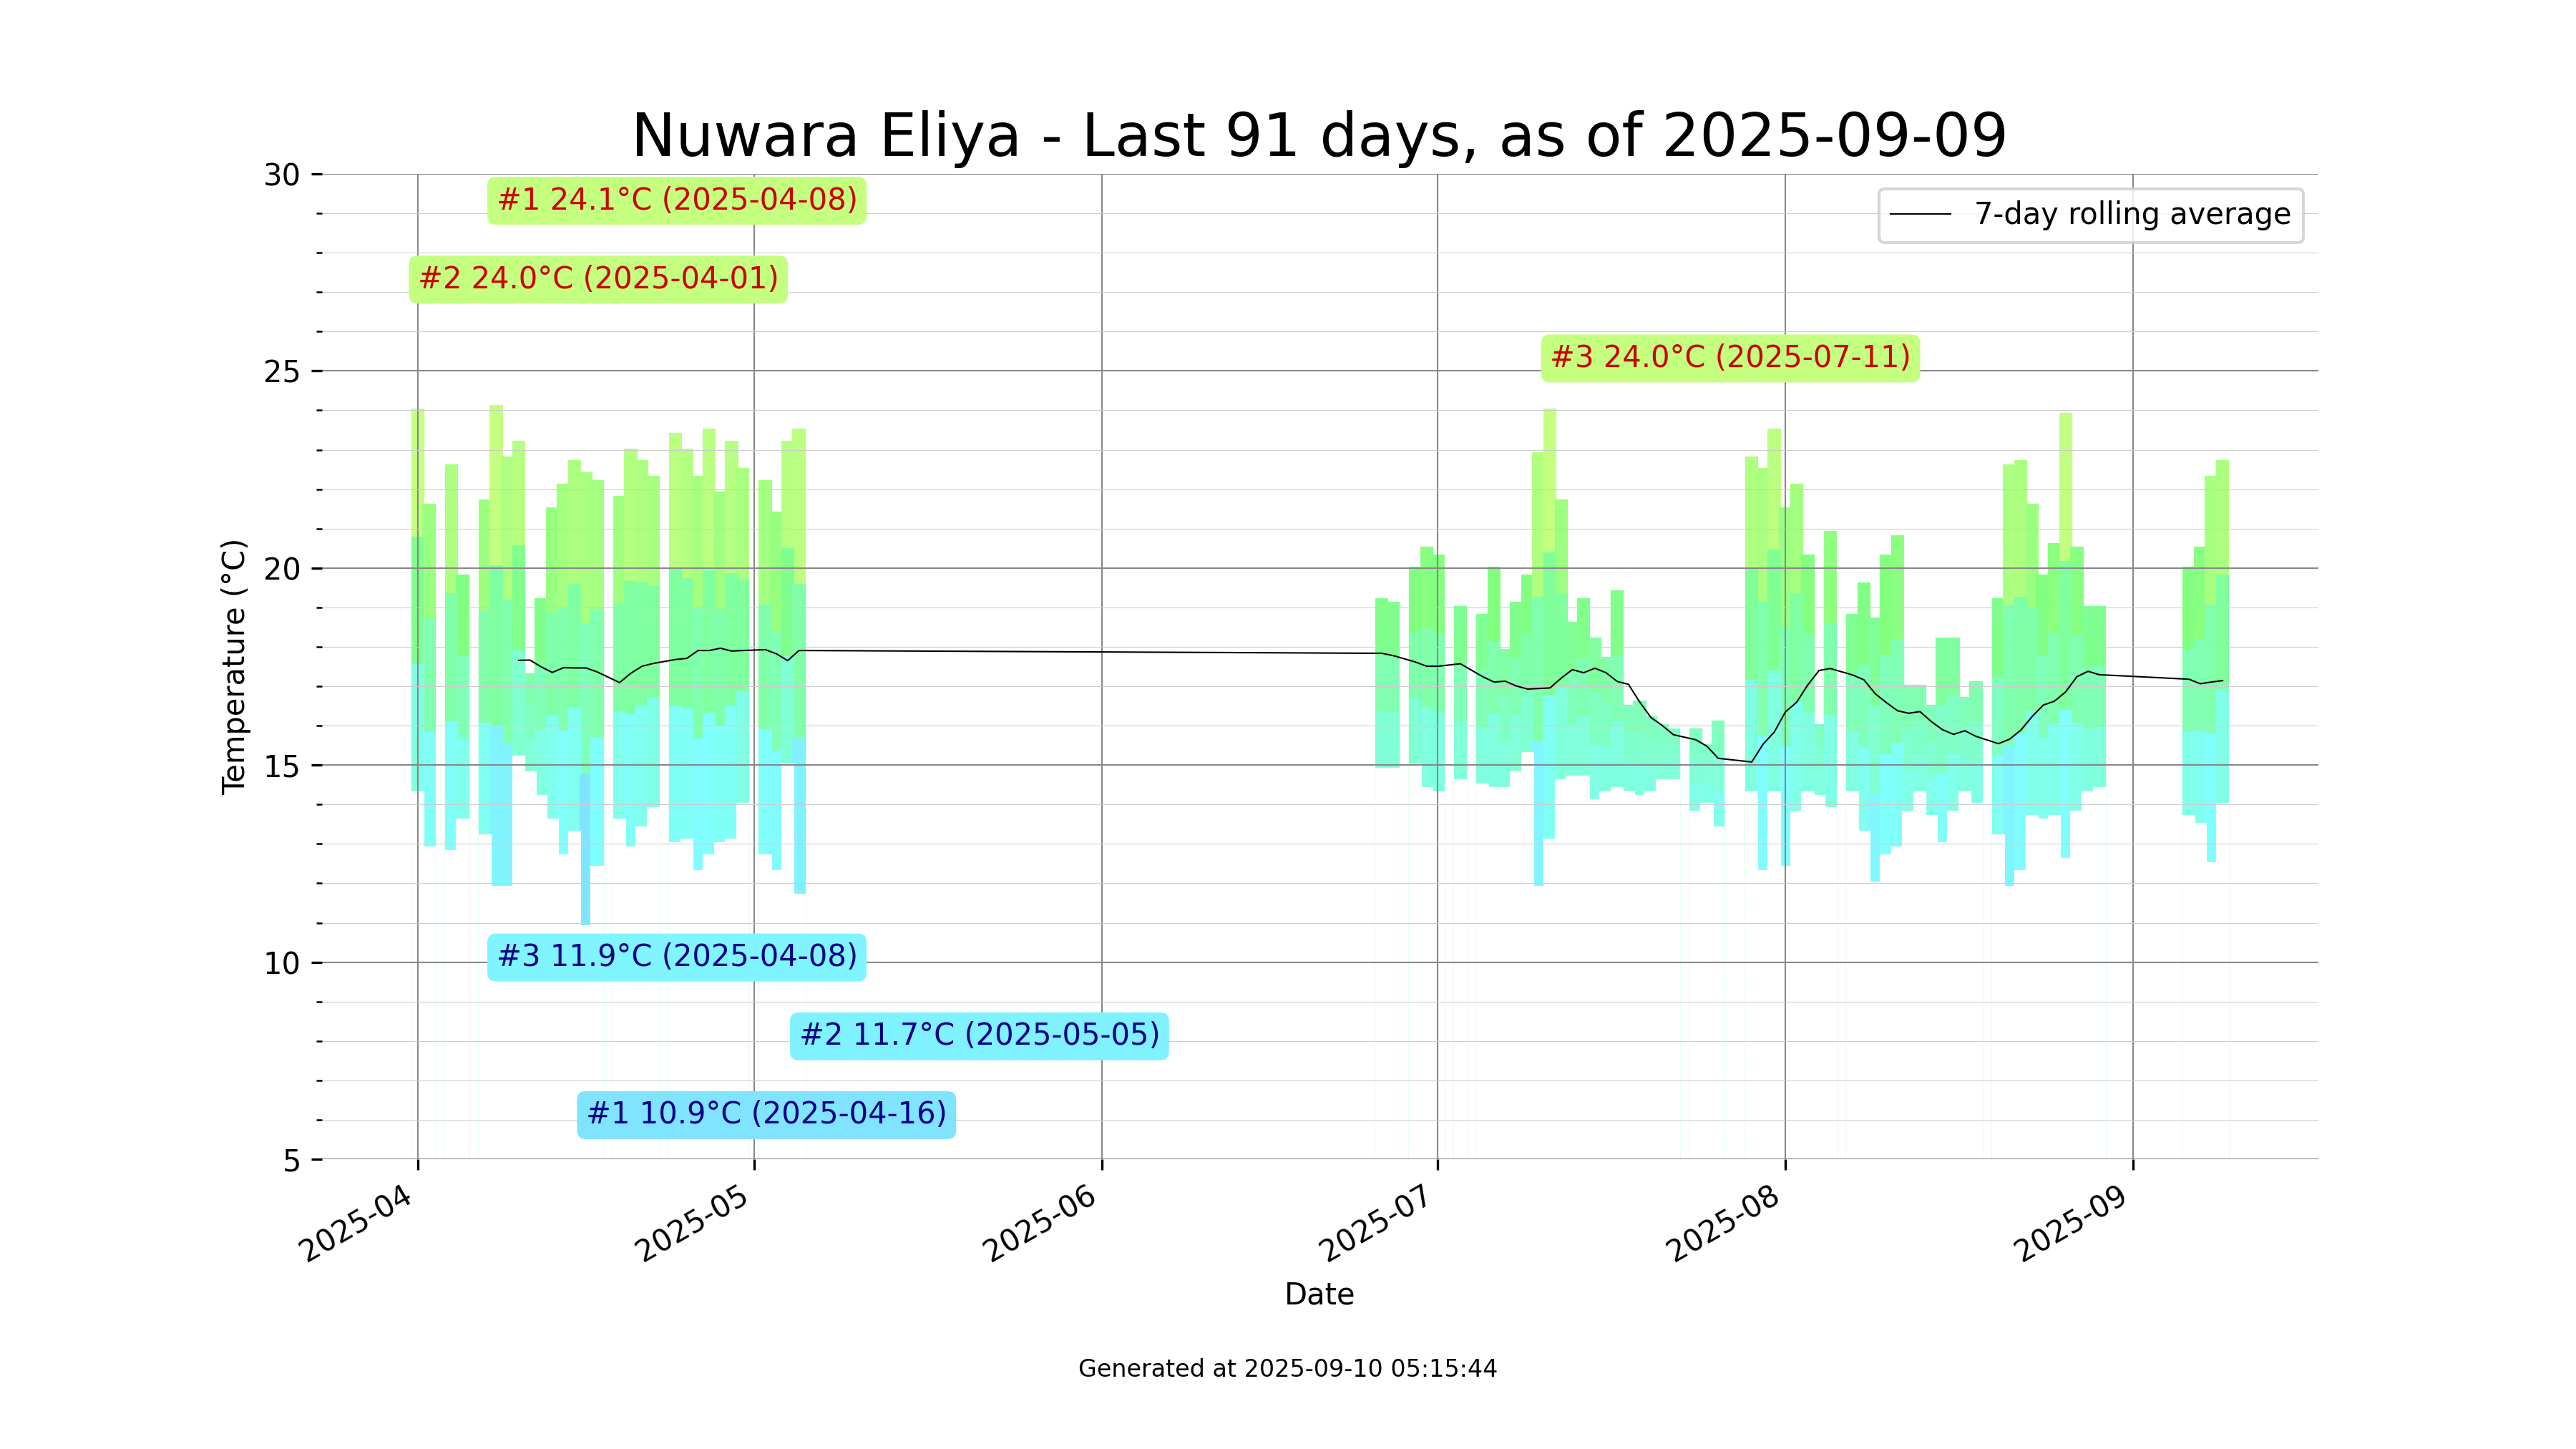 Nuwara Eliya - Last 91 days, as of 2025-09-09
30
#1 24.1°C (2025-04-08)
7-day rolling average
#2 24.0°C (2025-04-01)
#3 24.0°C (2025-07-11)
25
20
Temperature (°C)
15
#3 11.9°C (2025-04-08)
10
#2 11.7°C (2025-05-05)
#1 10.9°C (2025-04-16)
5
2025-04
2025-05
2025-06
2025-07
2025-08
2025-09
Date
Generated at 2025-09-10 05:15:44